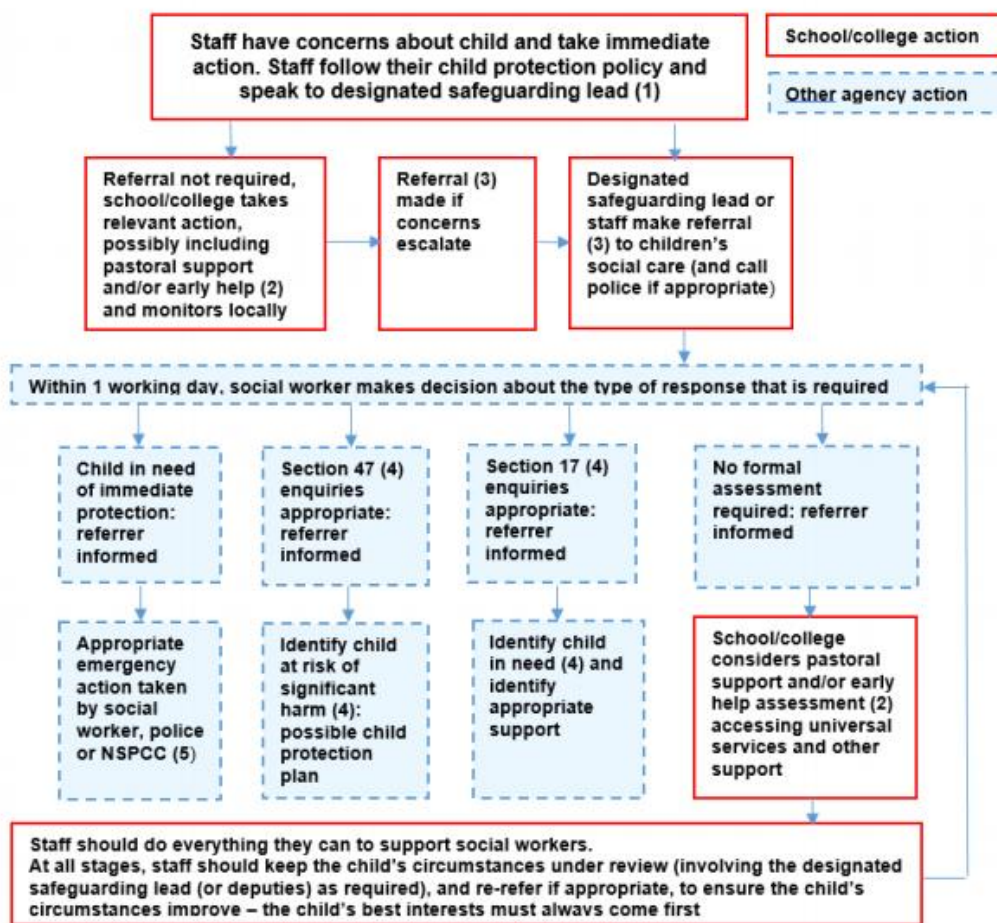 Staff have concerns about child and take immediate
action. Staff follow their child protection policy and
speak to designated safeguarding lead (1)
School/college action
Other agency action
Referral not required,
school/college takes
relevant action,
possibly including
pastoral support
and/or early help (2)
and monitors locally
Referral (3)
made if
concerns
escalate
Designated
safeguarding lead or
staff make referral
(3) to children's
social care (and call
police if appropriate)
Within 1 working day, social worker makes decision about the type of response that is required
Child in need
of immediate
protection:
referrer
informed
Section 47 (4)
enquiries
appropriate:
referrer
informed
Section 17 (4)
enquiries
appropriate:
referrer
informed
No formal
assessment
required: referrer
informed
Appropriate
emergency
action taken
by social
worker, police
or NSPCC (5)
Identify child
at risk of
significant
harm (4):
possible child
protection
plan
Identify child
in need (4) and
identify
appropriate
support
School/college
considers pastoral
support and/or early
help assessment (2)
accessing universal
services and other
support
Staff should do everything they can to support social workers.
At all stages, staff should keep the child's circumstances under review (involving the designated
safeguarding lead (or deputies) as required), and re-refer if appropriate, to ensure the child's
circumstances improve – the child's best interests must always come first